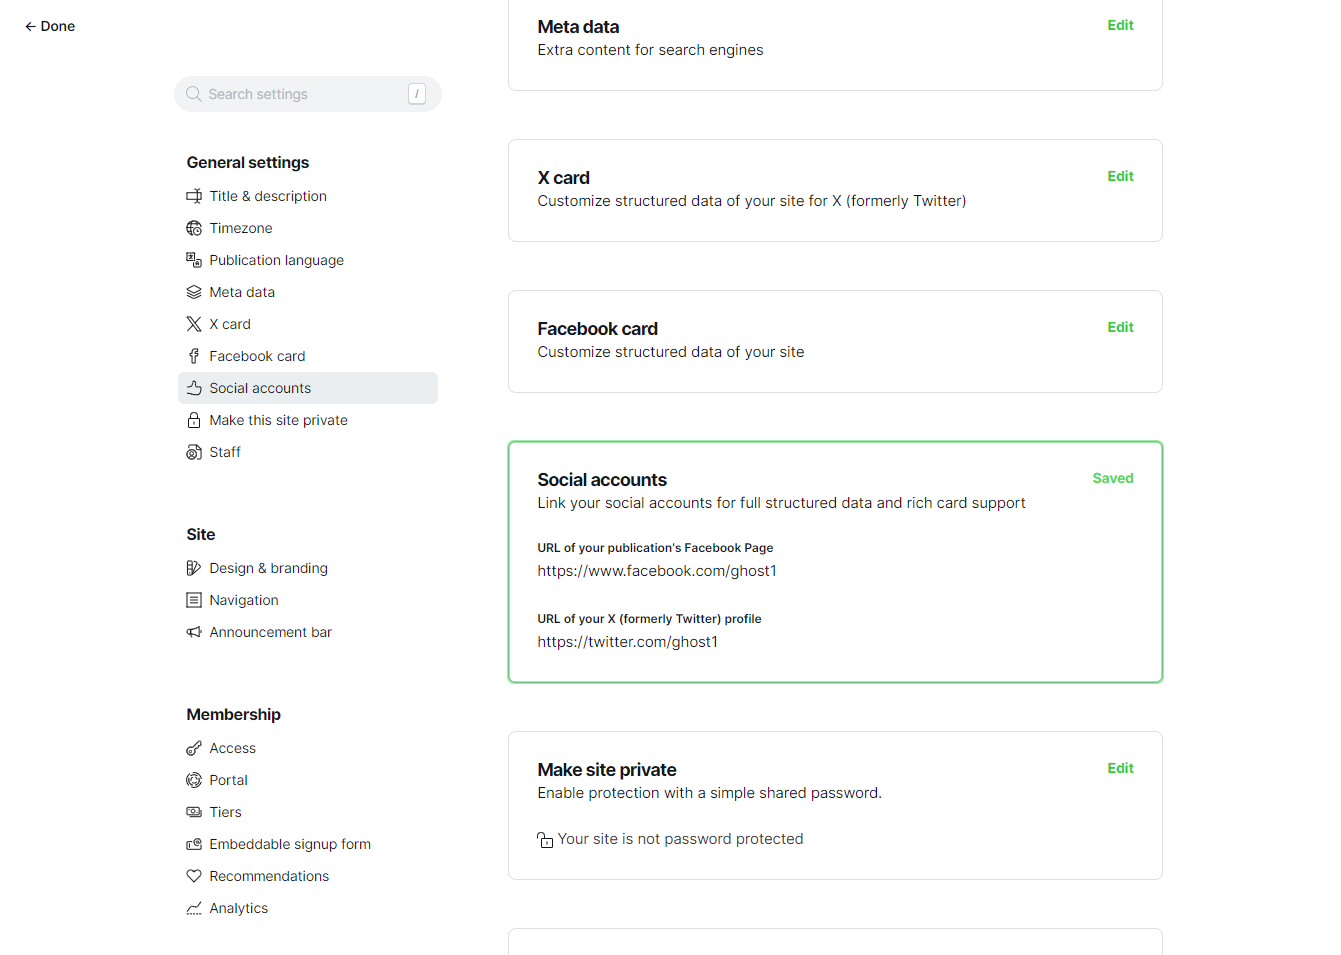 ← Done
Search settings /
General settings
Title & description
Timezone
Publication language
Meta data
X card
Facebook card
Social accounts
Make this site private
Staff
Site
Design & branding
Navigation
Announcement bar
Membership
Access
Portal
Tiers
Embeddable signup form
Recommendations
Analytics
Meta data
Edit
Extra content for search engines
X card
Edit
Customize structured data of your site for X (formerly Twitter)
Facebook card
Edit
Customize structured data of your site
Social accounts
Saved
Link your social accounts for full structured data and rich card support
URL of your publication's Facebook Page
https://www.facebook.com/ghost1
URL of your X (formerly Twitter) profile
https://twitter.com/ghost1
Make site private
Edit
Enable protection with a simple shared password.
Your site is not password protected